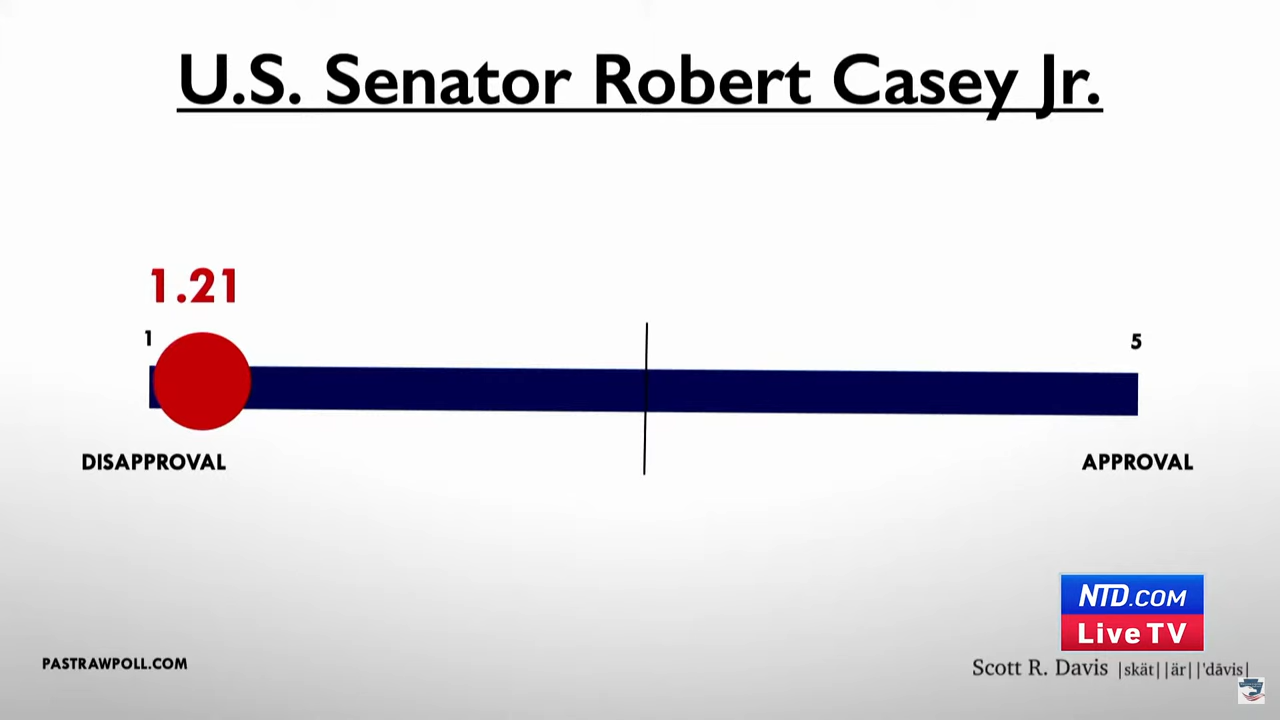 U.S. Senator Robert Casey Jr.
1.21
1
5
DISAPPROVAL
APPROVAL
NTD.COM
Live TV
PASTRAWPOLL.COM
Scott R. Davis |skät||är||'dāvis|